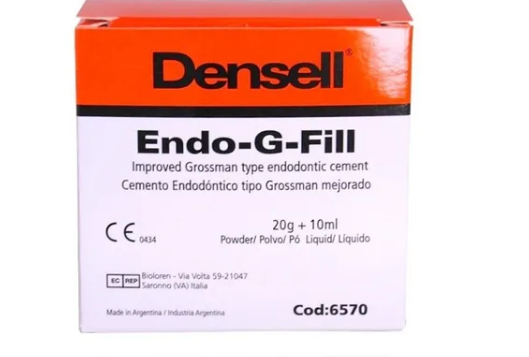 Densell®
Endo-G-Fill
Improved Grossman type endodontic cement
Cemento Endodóntico tipo Grossman mejorado
20g + 10ml
Powder/ Polvo/ Pó Liquid/ Líquido
CE 0434
EC REP Bioloren - Via Volta 59-21047
Saronno (VA) Italia
Made in Argentina / Industria Argentina
Cod:6570